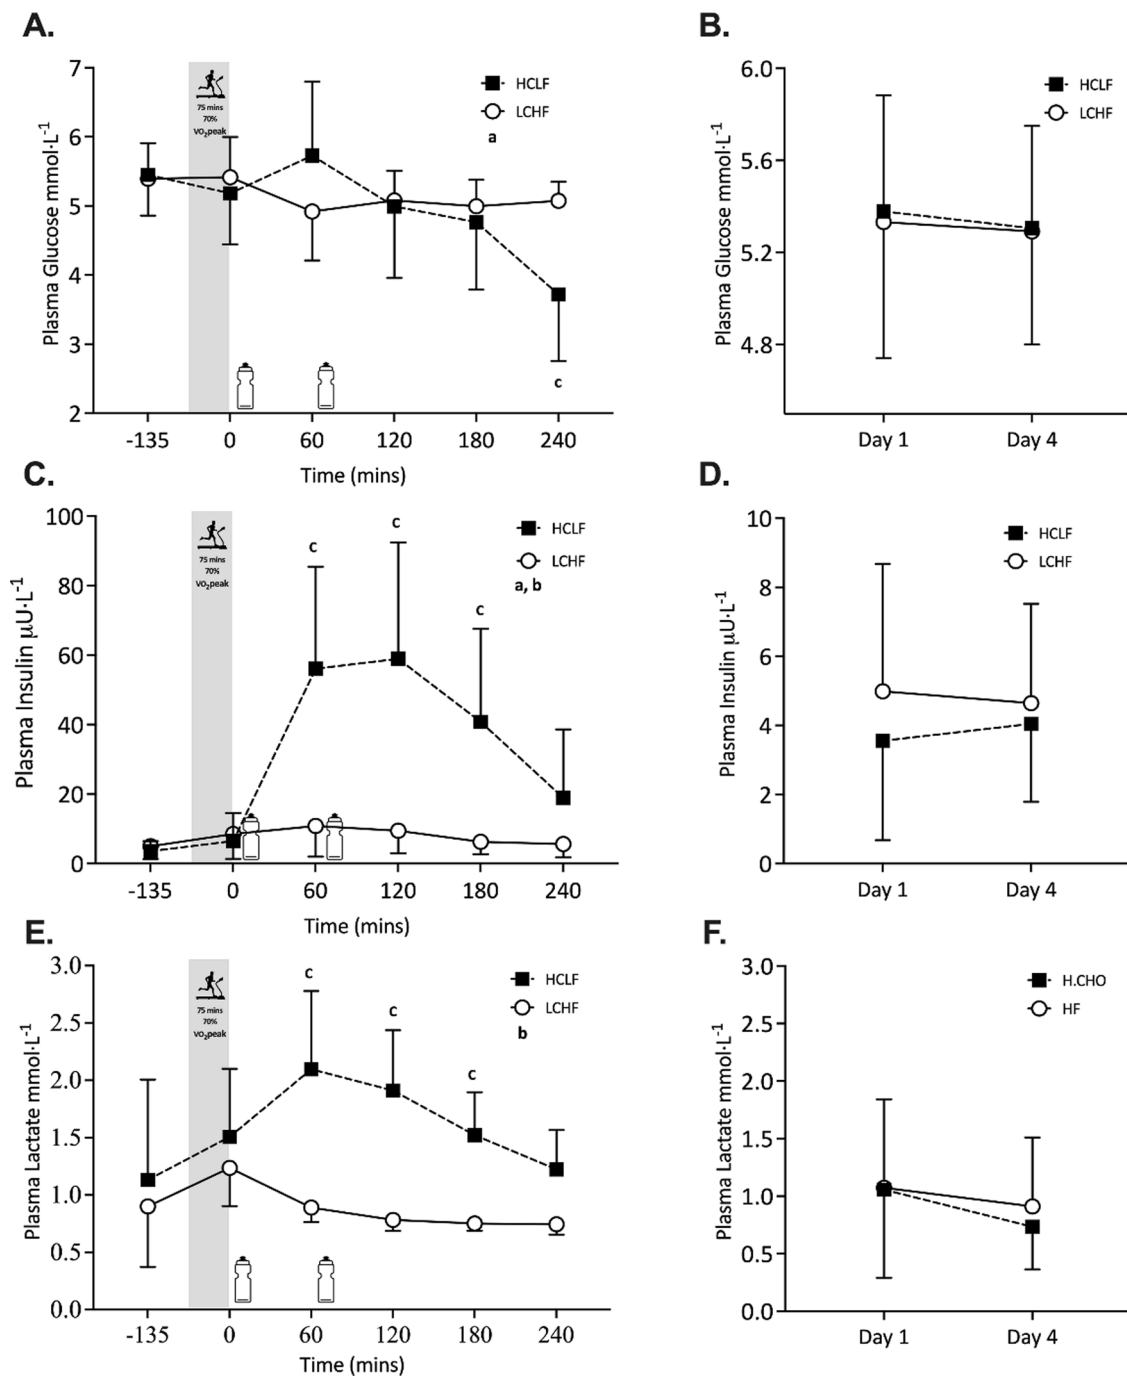 A.
7
6
5
4
3
2
Plasma Glucose mmol·L-1
75 mins
70%
VO2peak
HCLF
LCHF
a
c
-135 0 60 120 180 240
Time (mins)
B.
6.0
5.6
5.2
4.8
Plasma Glucose mmol·L-1
HCLF
LCHF
Day 1 Day 4
C.
100
80
60
40
20
0
Plasma Insulin μU·L-1
75 mins
70%
VO2peak
c
c
c
HCLF
LCHF
a, b
-135 0 60 120 180 240
Time (mins)
D.
10
8
6
4
2
0
Plasma Insulin μU·L-1
HCLF
LCHF
Day 1 Day 4
E.
3.0
2.5
2.0
1.5
1.0
0.5
0.0
Plasma Lactate mmol·L-1
75 mins
70%
VO2peak
c
c
c
HCLF
LCHF
b
-135 0 60 120 180 240
Time (mins)
F.
3.0
2.5
2.0
1.5
1.0
0.5
0.0
Plasma Lactate mmol·L-1
H.CHO
HF
Day 1 Day 4